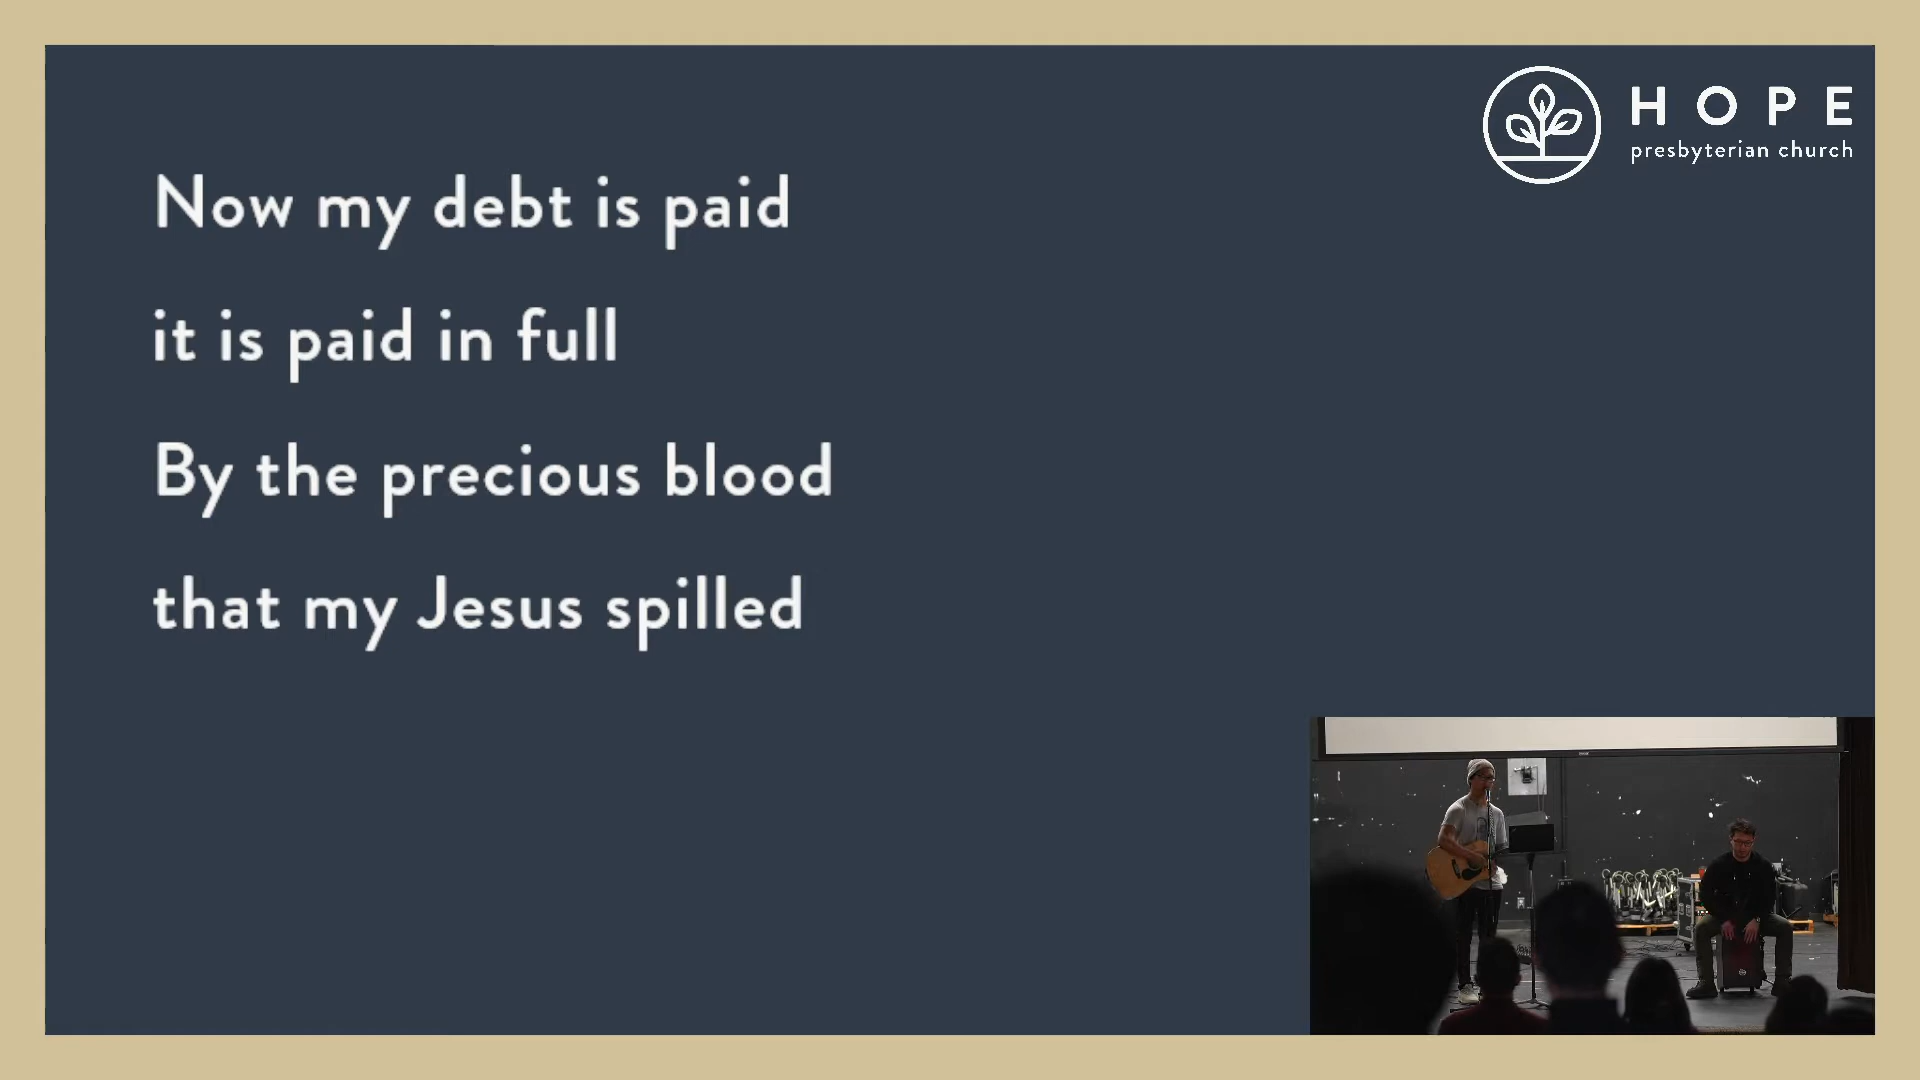 HOPE
presbyterian church
Now my debt is paid
it is paid in full
By the precious blood
that my Jesus spilled